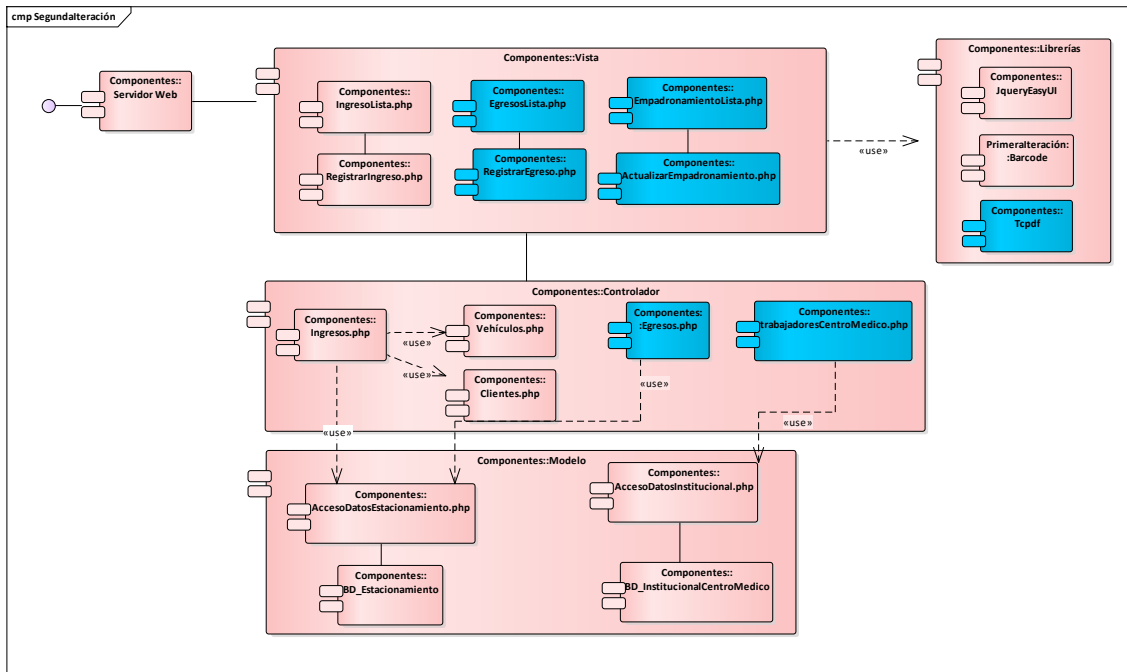 cmp SegundaIteración
Componentes::
Servidor Web
Componentes::Vista
Componentes::
IngresoLista.php
Componentes::
EgresosLista.php
Componentes::
EmpadronamientoLista.php
Componentes::
RegistrarIngreso.php
Componentes::
RegistrarEgreso.php
Componentes::
ActualizarEmpadronamiento.php
«use»
Componentes::Librerías
Componentes::
JqueryEasyUI
PrimeraIteración:
:Barcode
Componentes::
Tcpdf
Componentes::Controlador
Componentes::
Ingresos.php
«use»
Componentes::
Vehículos.php
Componentes:
:Egresos.php
Componentes::
trabajadoresCentroMedico.php
«use»
Componentes::
Clientes.php
«use»
«use»
«use»
Componentes::Modelo
Componentes::
AccesoDatosEstacionamiento.php
Componentes::
AccesoDatosInstitucional.php
Componentes::
BD_Estacionamiento
Componentes::
BD_InstitucionalCentroMedico